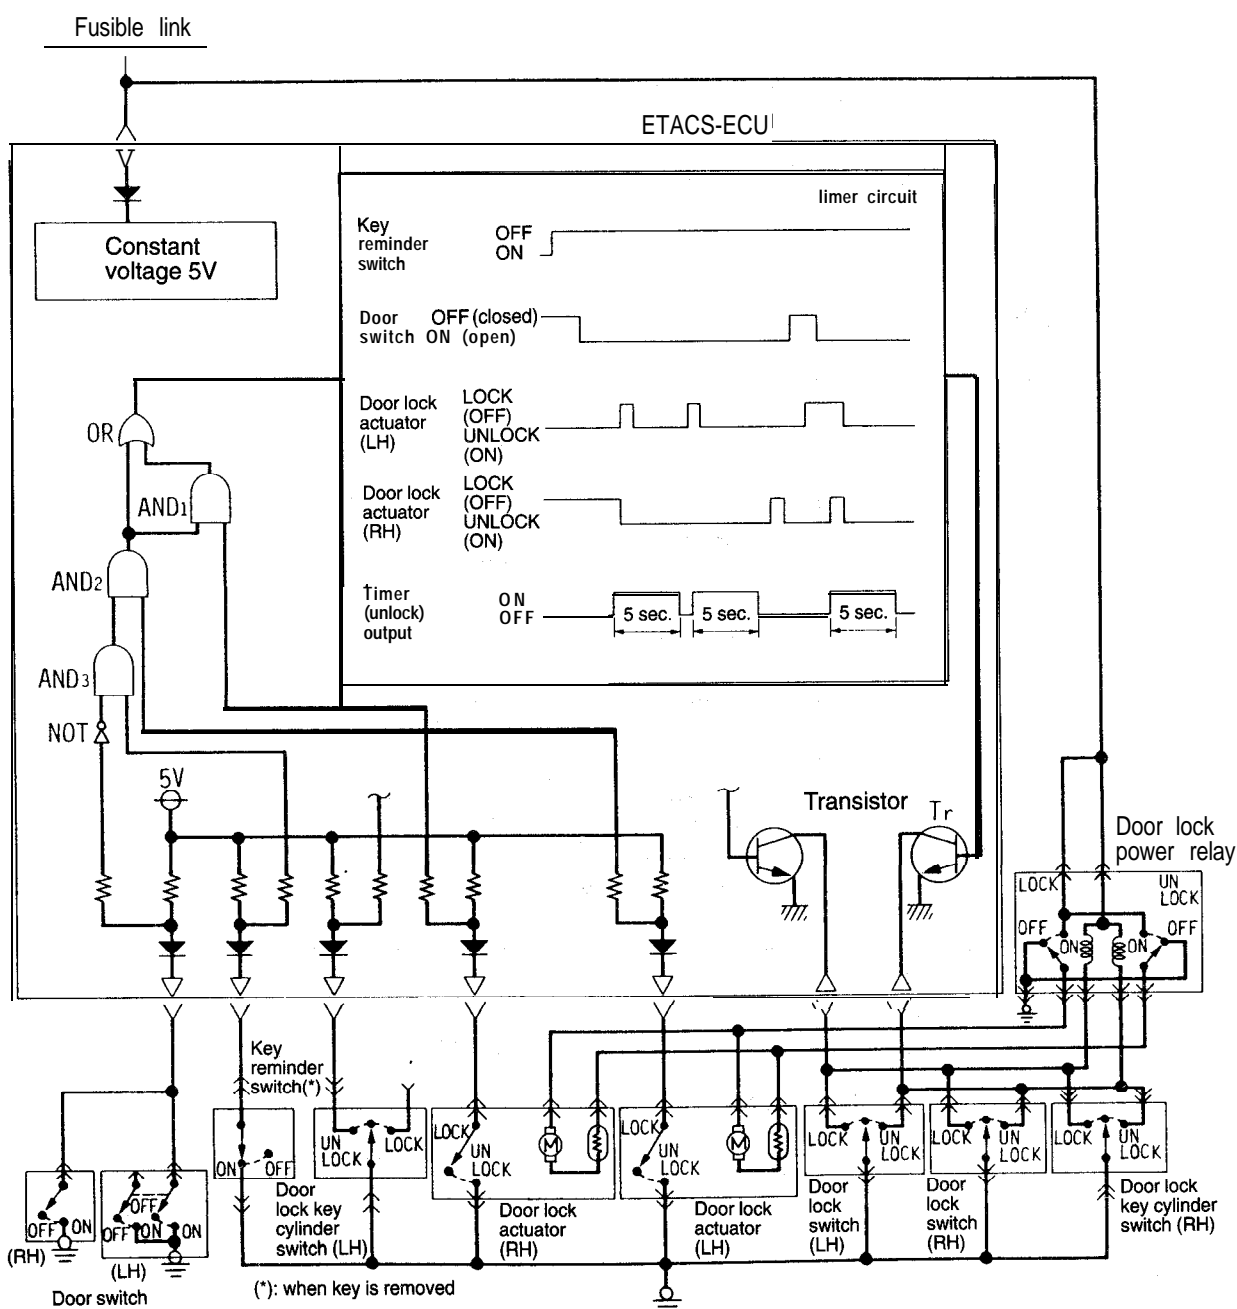 Fusible link
ETACS-ECU
limer circuit
Constant
voltage 5V
Key
reminder
switch
OFF
ON
Door
switch
OFF (closed)
ON (open)
Door lock
actuator
(LH)
LOCK
(OFF)
UNLOCK
(ON)
Door lock
actuator
(RH)
LOCK
(OFF)
UNLOCK
(ON)
Timer
(unlock)
output
ON
OFF
5 sec.
5 sec.
5 sec.
OR
AND1
AND2
AND3
NOT
5V
Transistor
Tr
Door lock
power relay
LOCK
UN
LOCK
OFF
ON
ON
OFF
Key
reminder
switch(*)
ON
OFF
UN
LOCK
LOCK
LOCK
UN
LOCK
M
LOCK
UN
LOCK
M
LOCK
UN
LOCK
LOCK
UN
LOCK
LOCK
UN
LOCK
OFF
ON
(RH)
OFF
OFF
ON
ON
(LH)
Door switch
Door
lock key
cylinder
switch (LH)
Door lock
actuator
(RH)
Door lock
actuator
(LH)
Door
lock
switch
(LH)
Door
lock
switch
(RH)
Door lock
key cylinder
switch (RH)
(*): when key is removed